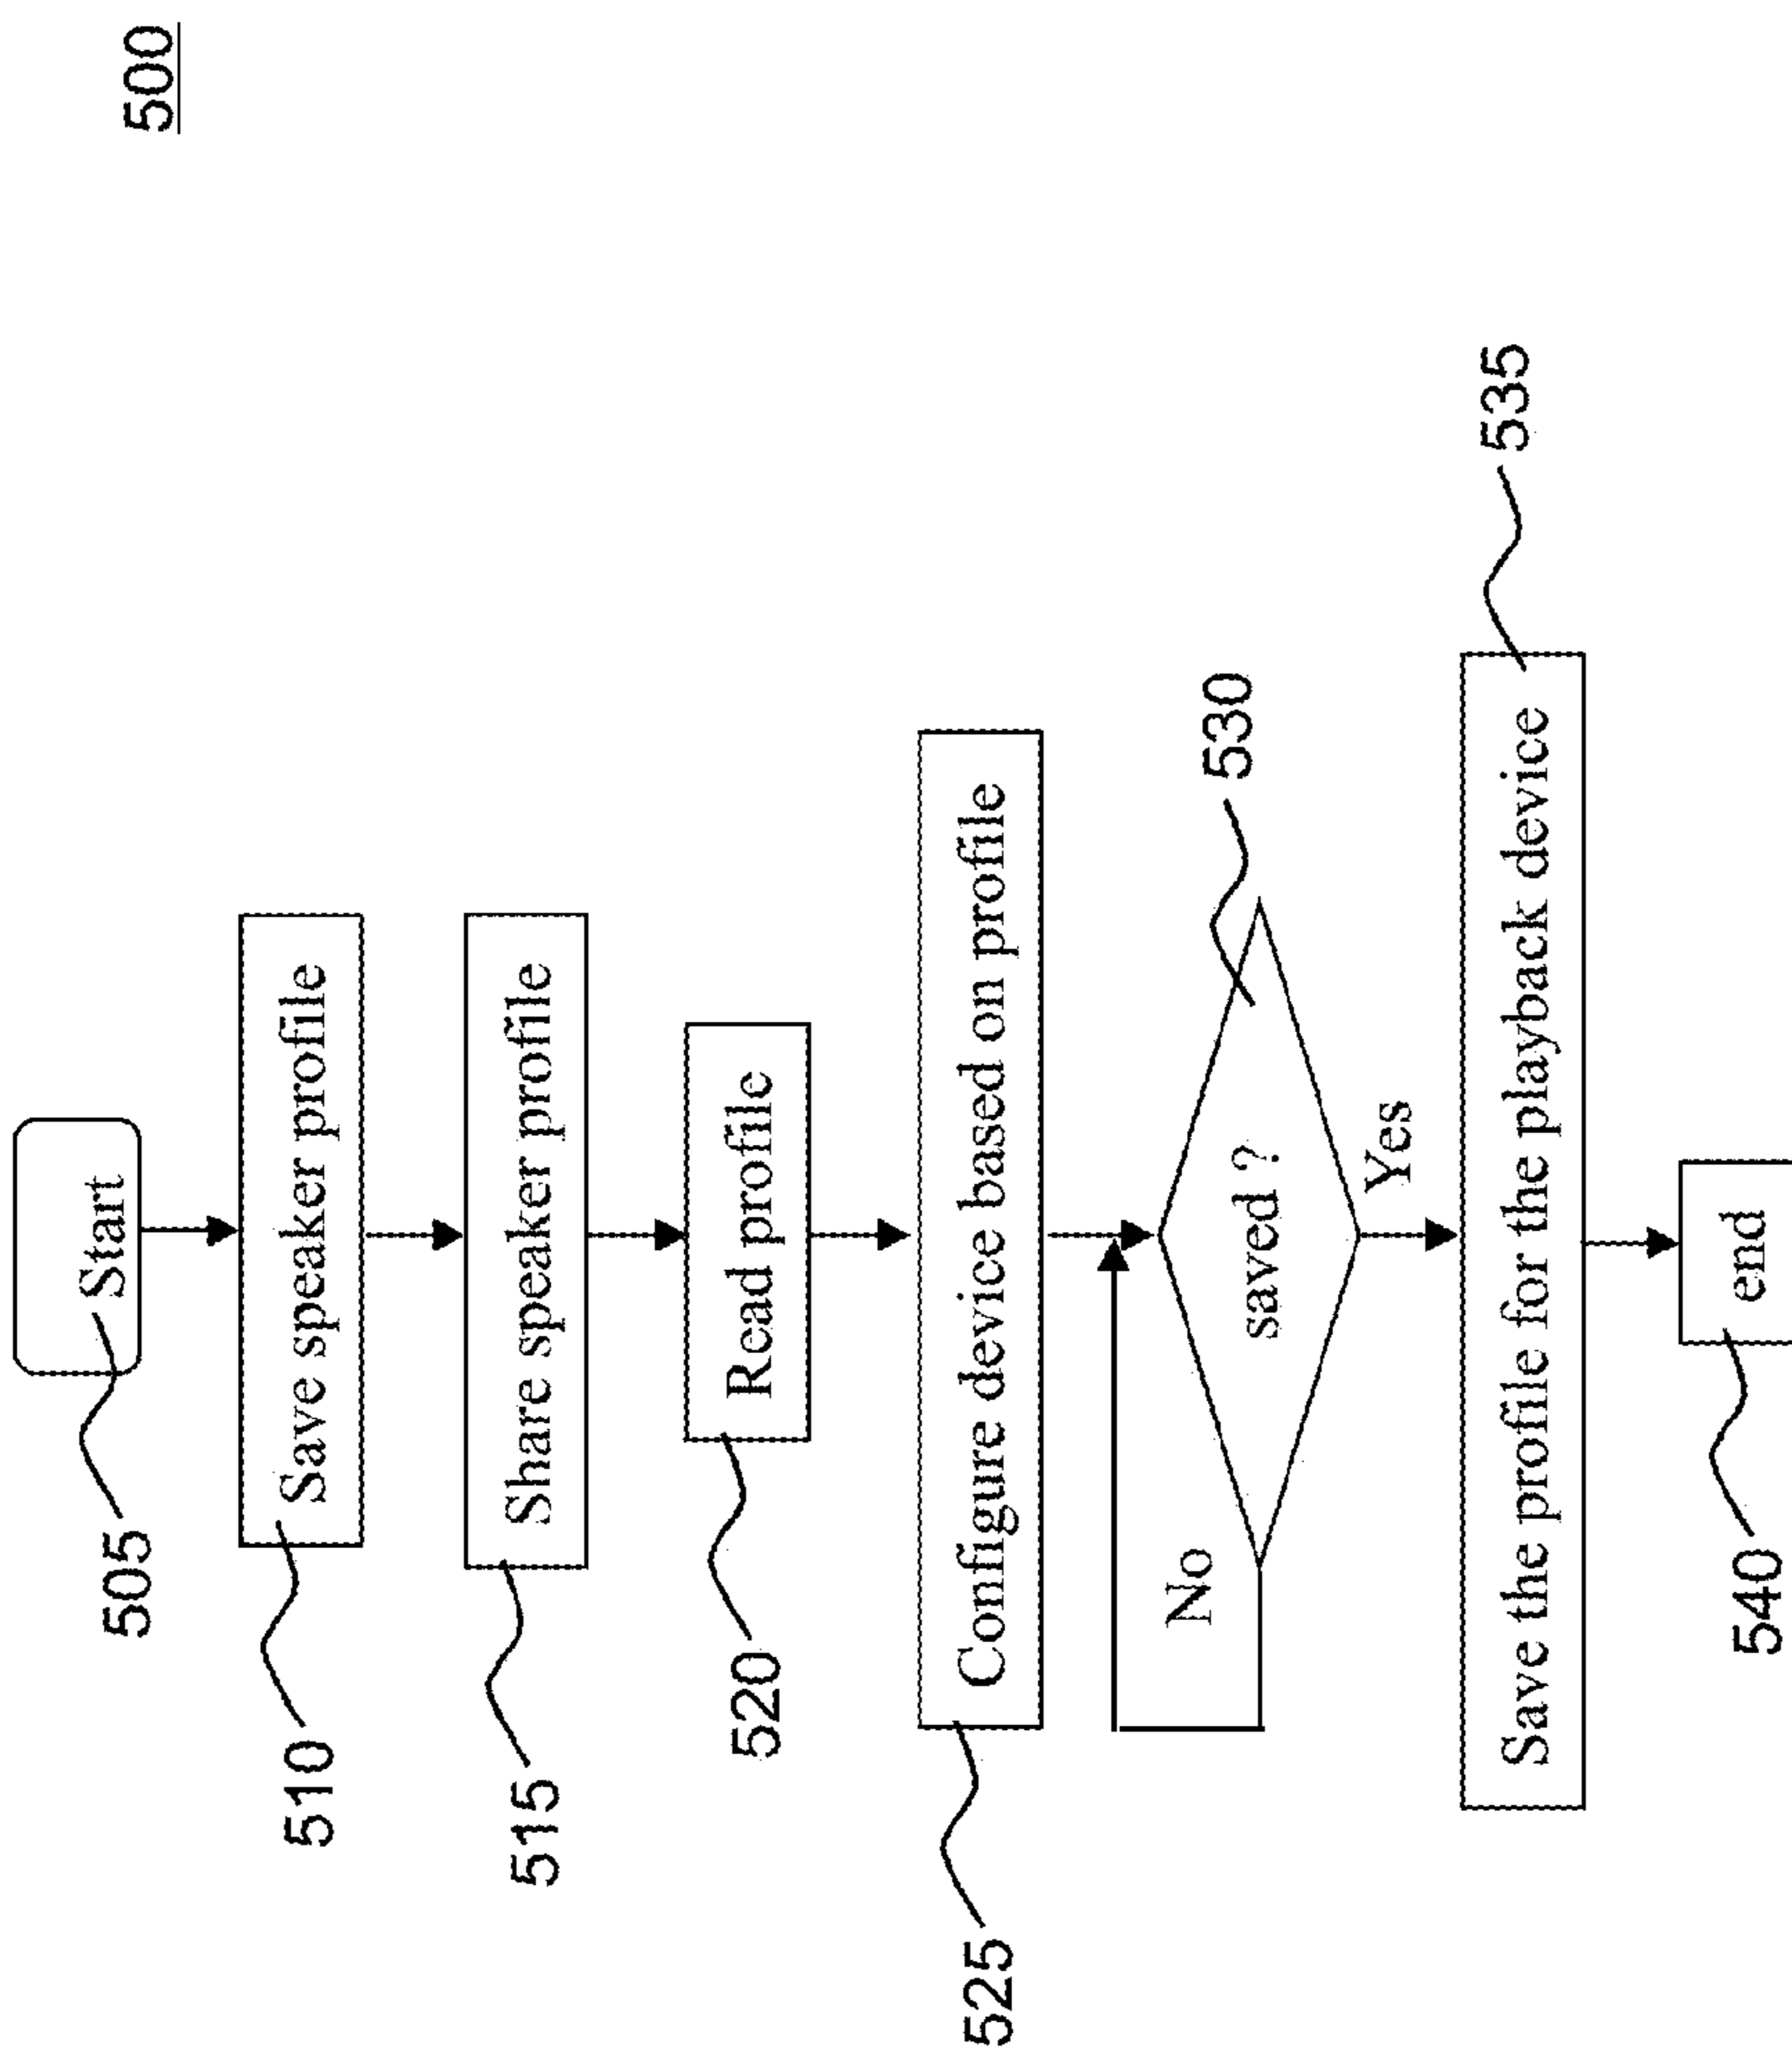 500
Start
505
Save speaker profile
510
Share speaker profile
515
Read profile
520
Configure device based on profile
525
530
saved ?
No
Yes
535
Save the profile for the playback device
end
540